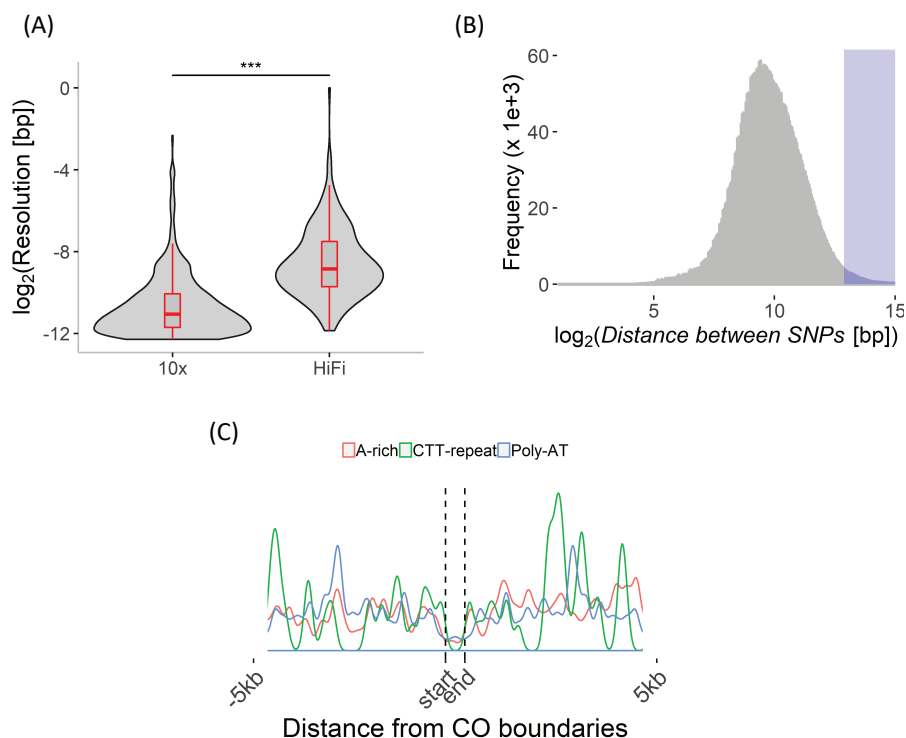 (A)
***
log₂(Resolution [bp])
0
-4
-8
-12
10x
HiFi
(B)
Frequency (x 1e+3)
60
40
20
0
5
10
15
log₂(Distance between SNPs [bp])
(C)
A-rich CTT-repeat Poly-AT
-5kb
start
end
5kb
Distance from CO boundaries